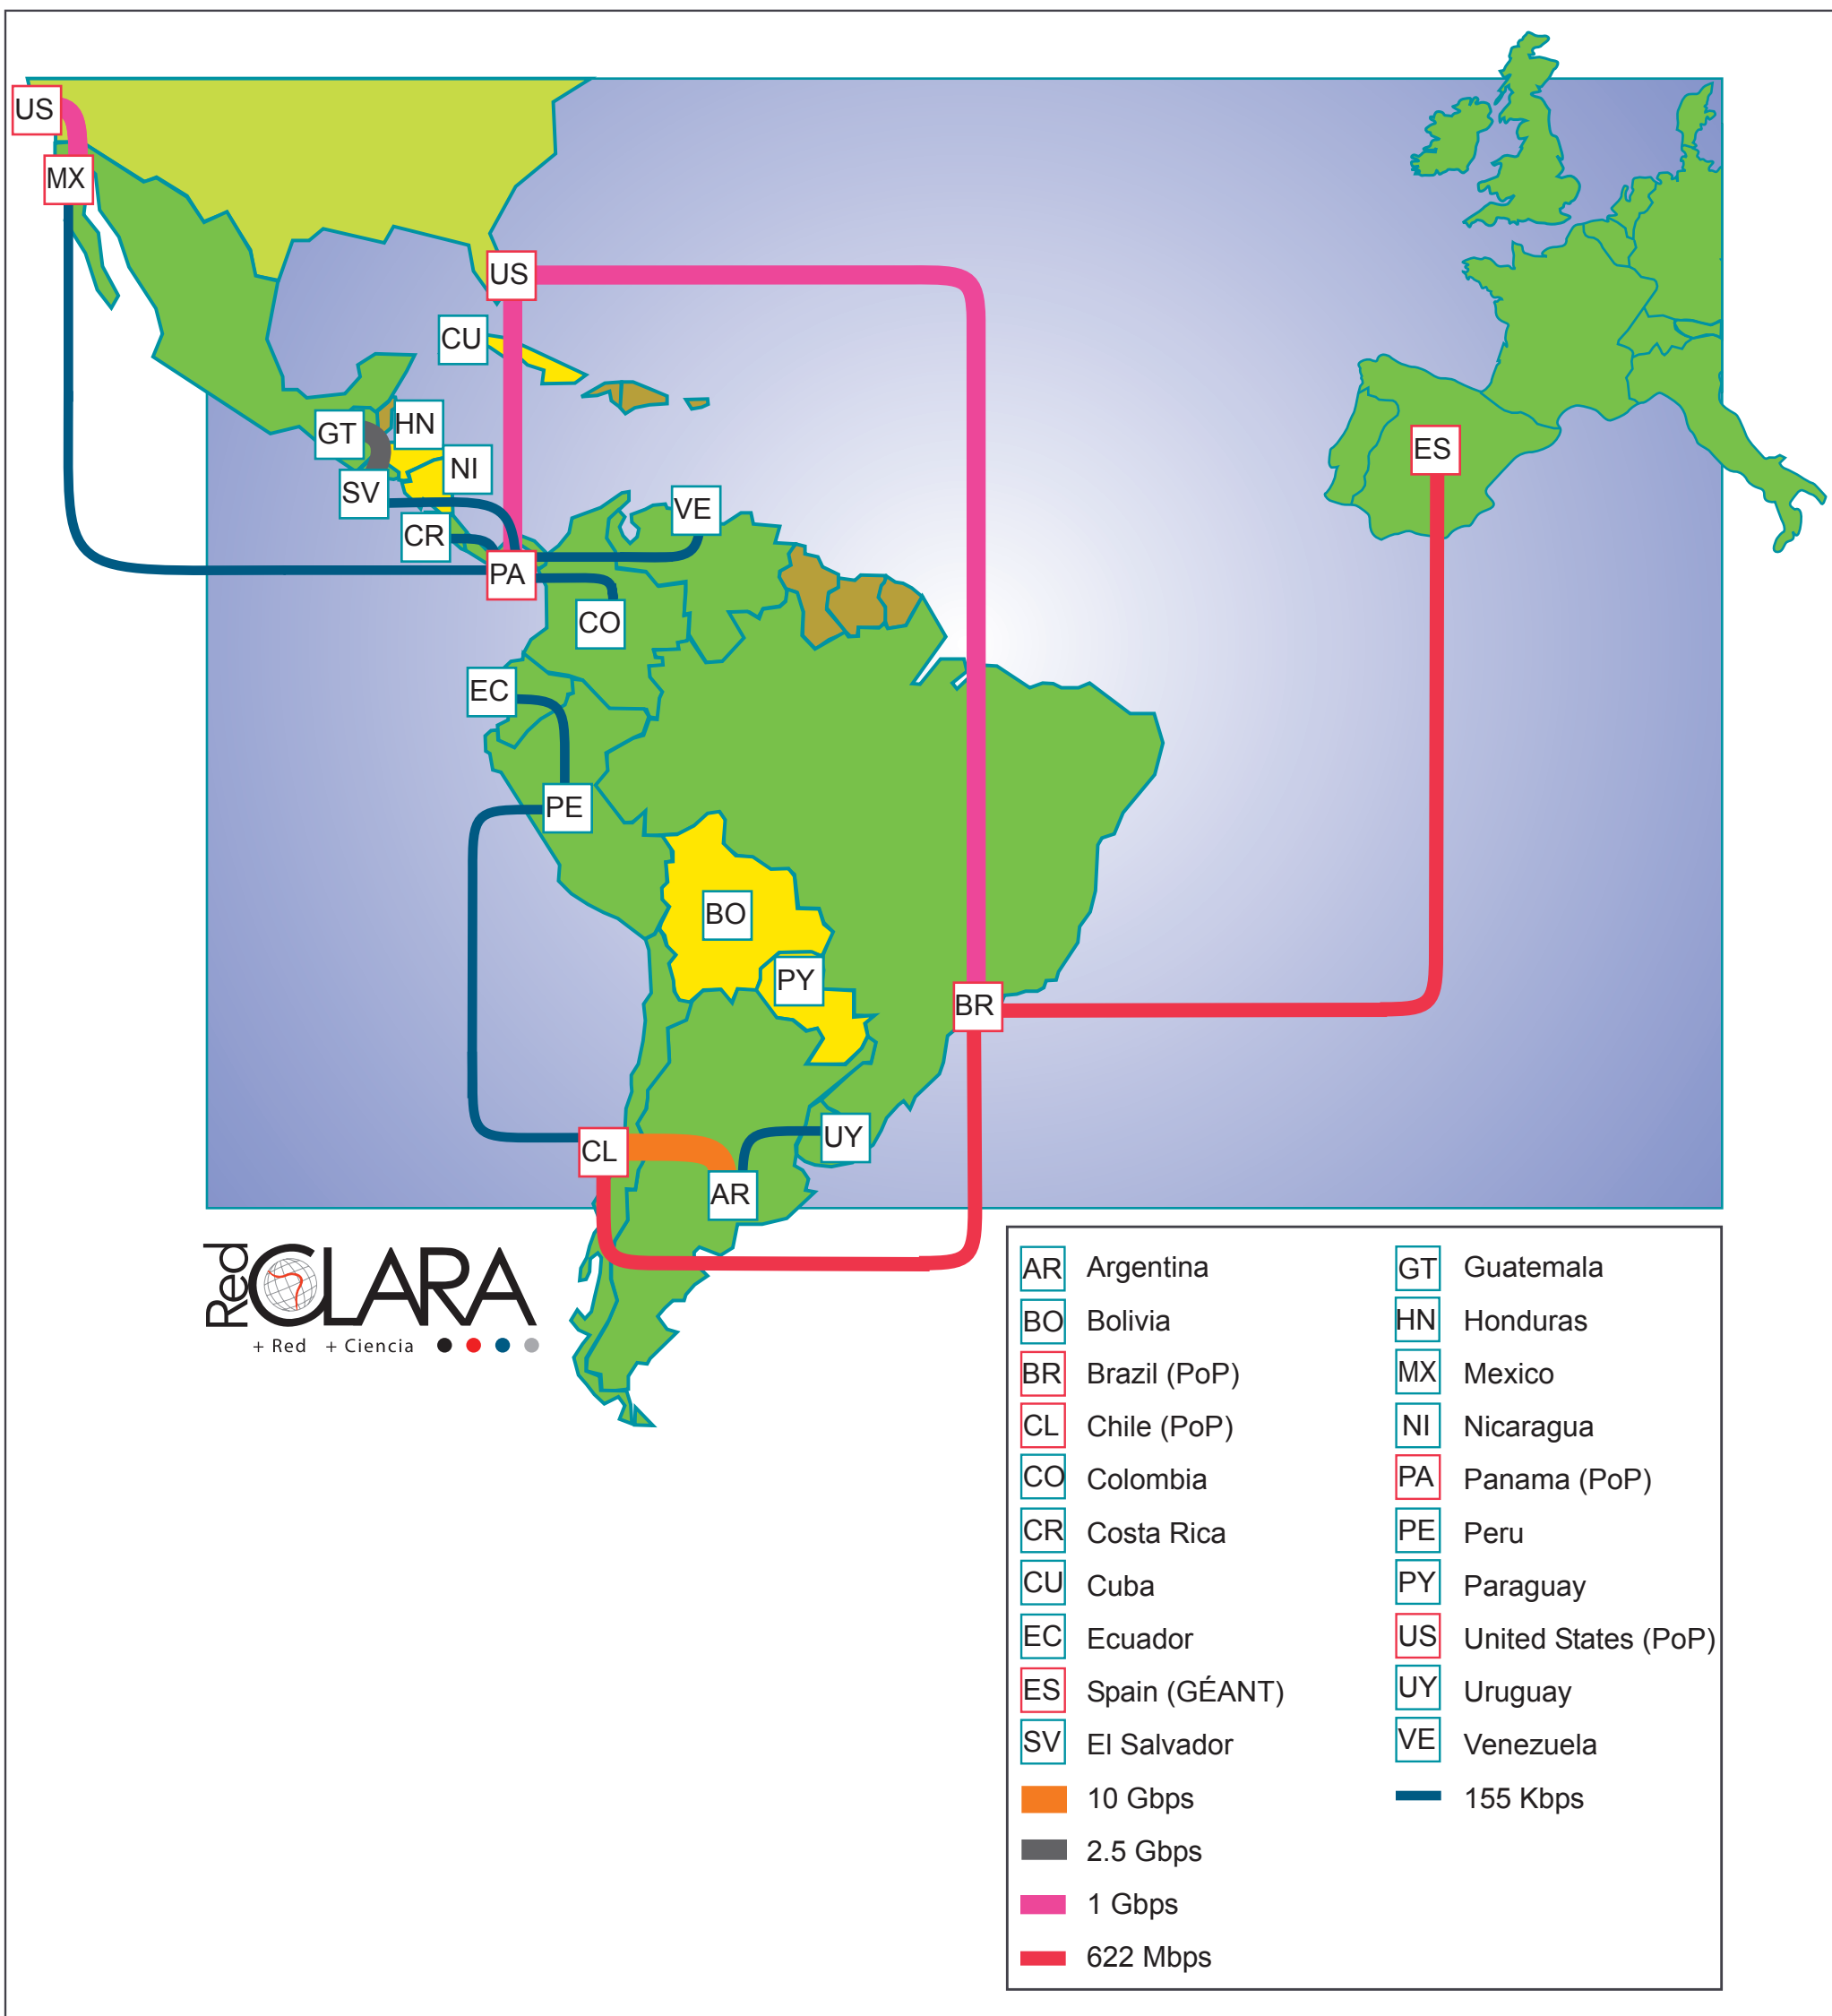 US
MX
US
CU
HN
GT
NI
ES
SV
VE
CR
PA
CO
EC
PE
BO
PY
BR
UY
CL
AR
Red CLARA
+ Red + Ciencia
AR Argentina
BO Bolivia
BR Brazil (PoP)
CL Chile (PoP)
CO Colombia
CR Costa Rica
CU Cuba
EC Ecuador
ES Spain (GÉANT)
SV El Salvador
10 Gbps
2.5 Gbps
1 Gbps
622 Mbps
GT Guatemala
HN Honduras
MX Mexico
NI Nicaragua
PA Panama (PoP)
PE Peru
PY Paraguay
US United States (PoP)
UY Uruguay
VE Venezuela
155 Kbps